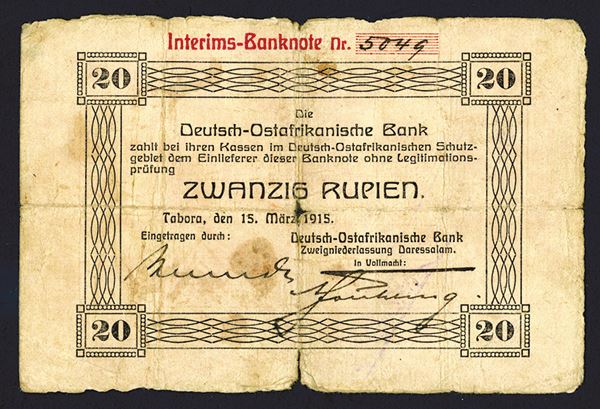 Interims-Banknote Nr. 5049
20 20
Die
Deutsch-Ostafrikanische Bank
zahlt bei ihren Kassen im Deutsch-Ostafrikanischen Schutz-
gebiet dem Einlieferer dieser Banknote ohne Legitimations-
prüfung
ZWANZIG RUPIEN.
Tabora, den 15. März 1915.
Eingetragen durch: Deutsch-Ostafrikanische Bank
Zweigniederlassung Daressalam.
In Vollmacht:
20 20